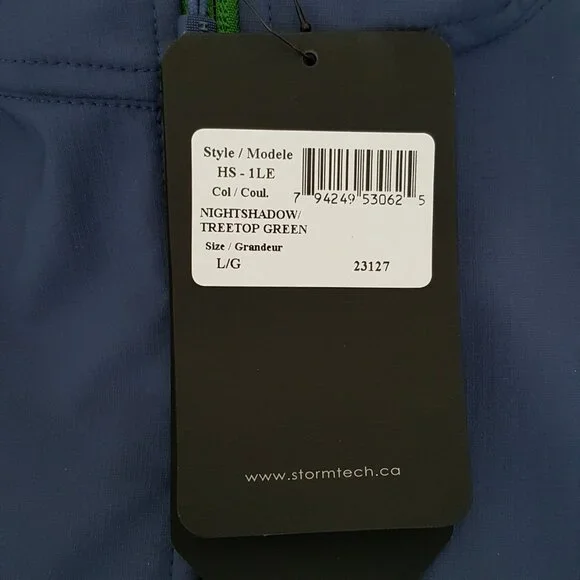 Style / Modele
HS - 1LE
Col / Coul.
7 94249 53062 5
NIGHTSHADOW/
TREETOP GREEN
Size / Grandeur
L/G 23127
www.stormtech.ca